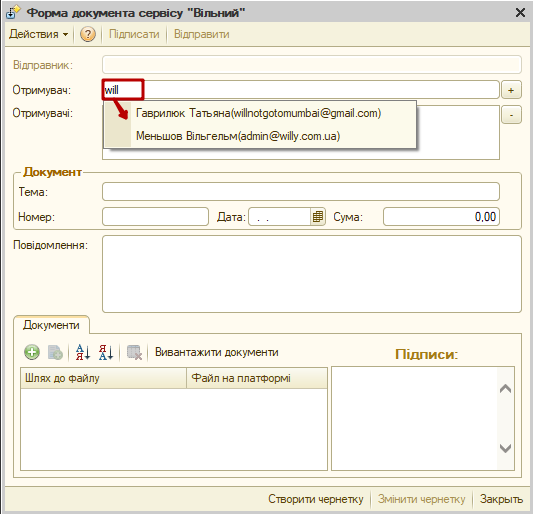 Форма документа сервісу "Вільний"
Действия ? Підписати Відправити
Відправник:
Отримувач: will +
Гаврилюк Татьяна(willnotgotomumbai@gmail.com)
Отримувачі: -
Меньшов Вільгельм(admin@willy.com.ua)
Документ
Тема:
Номер: Дата: . . Сума: 0,00
Повідомлення:
Документи
А Я Я А Вивантажити документи
Підписи:
Шлях до файлу Файл на платформі
Створити чернетку Змінити чернетку Закрыть